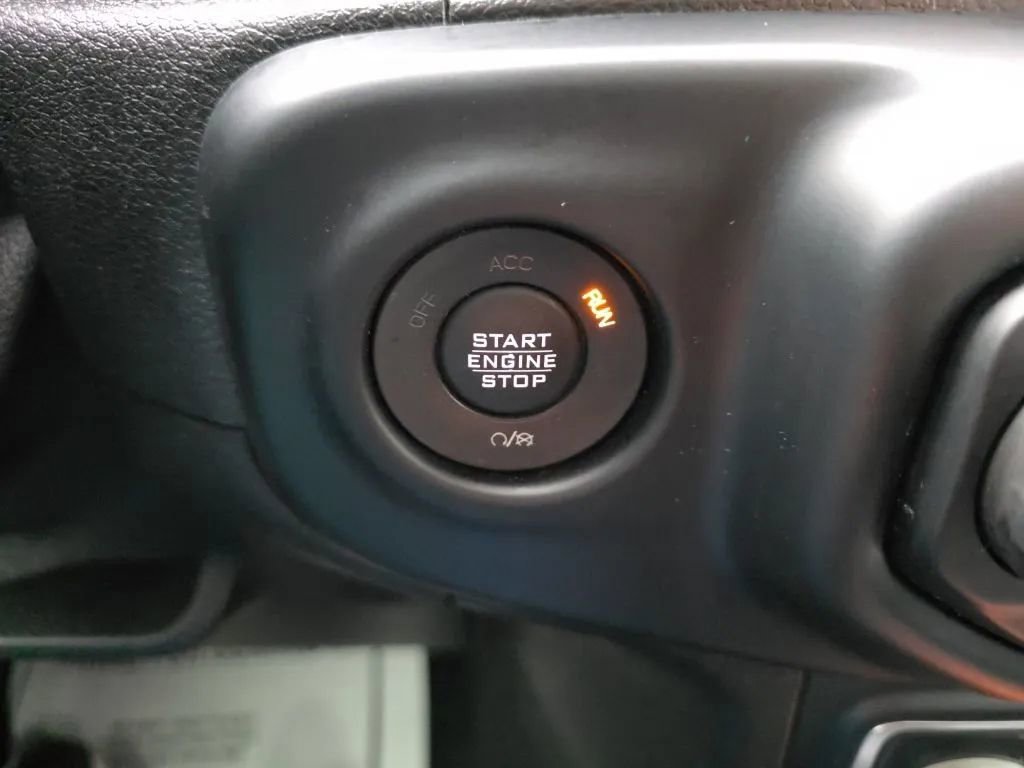 ACC
OFF
RUN
START
ENGINE
STOP